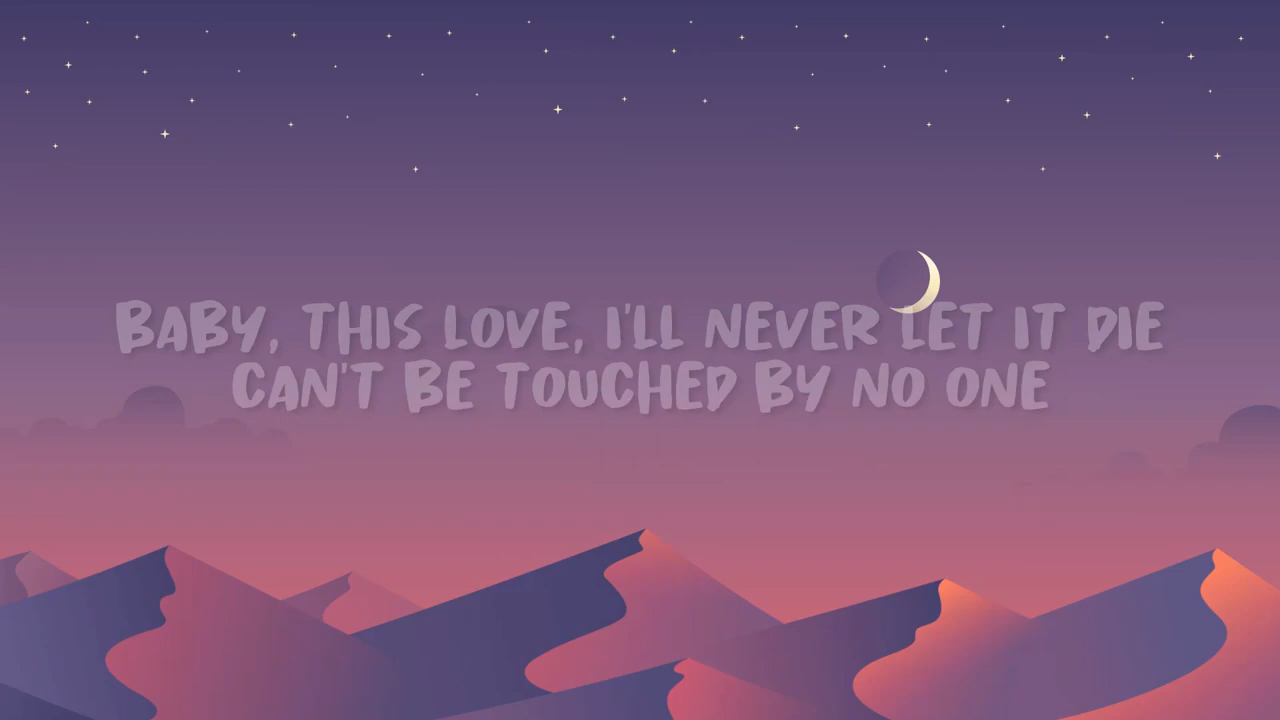 BABY, THIS LOVE, I'LL NEVER LET IT DIE
CAN'T BE TOUCHED BY NO ONE